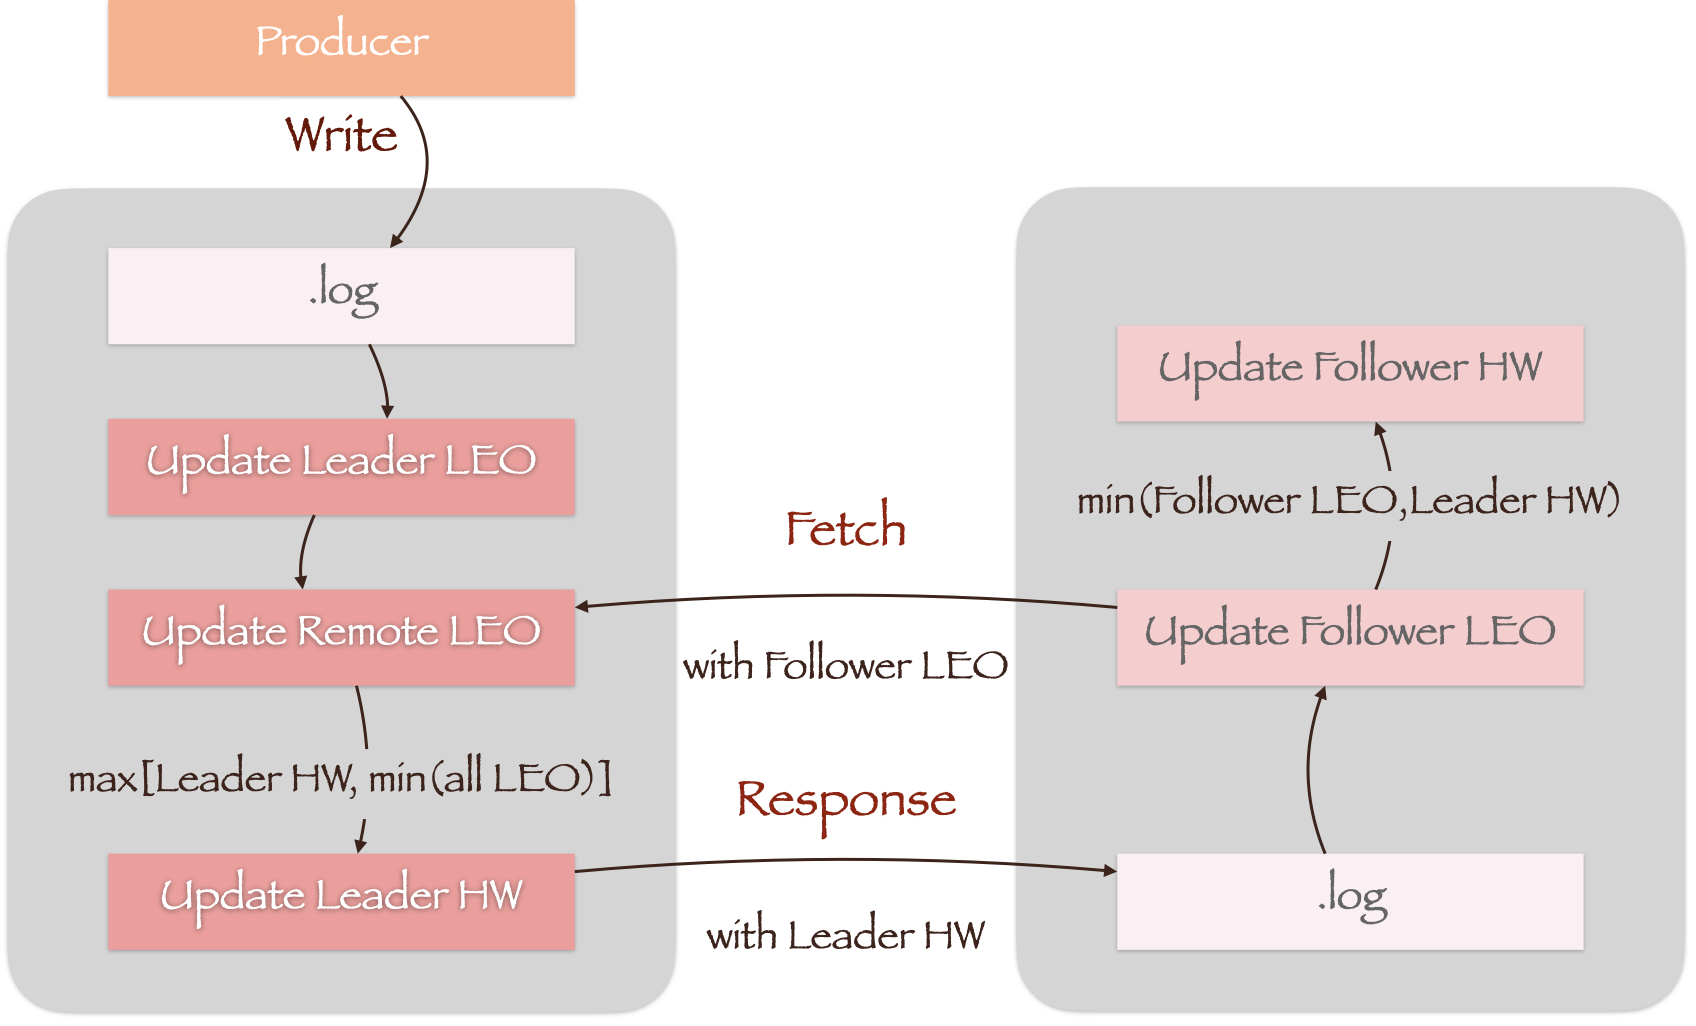 Producer
Write
.log
Update Leader LEO
Update Remote LEO
max[Leader HW, min(all LEO)]
Update Leader HW
Fetch
with Follower LEO
Response
with Leader HW
Update Follower HW
min(Follower LEO,Leader HW)
Update Follower LEO
.log